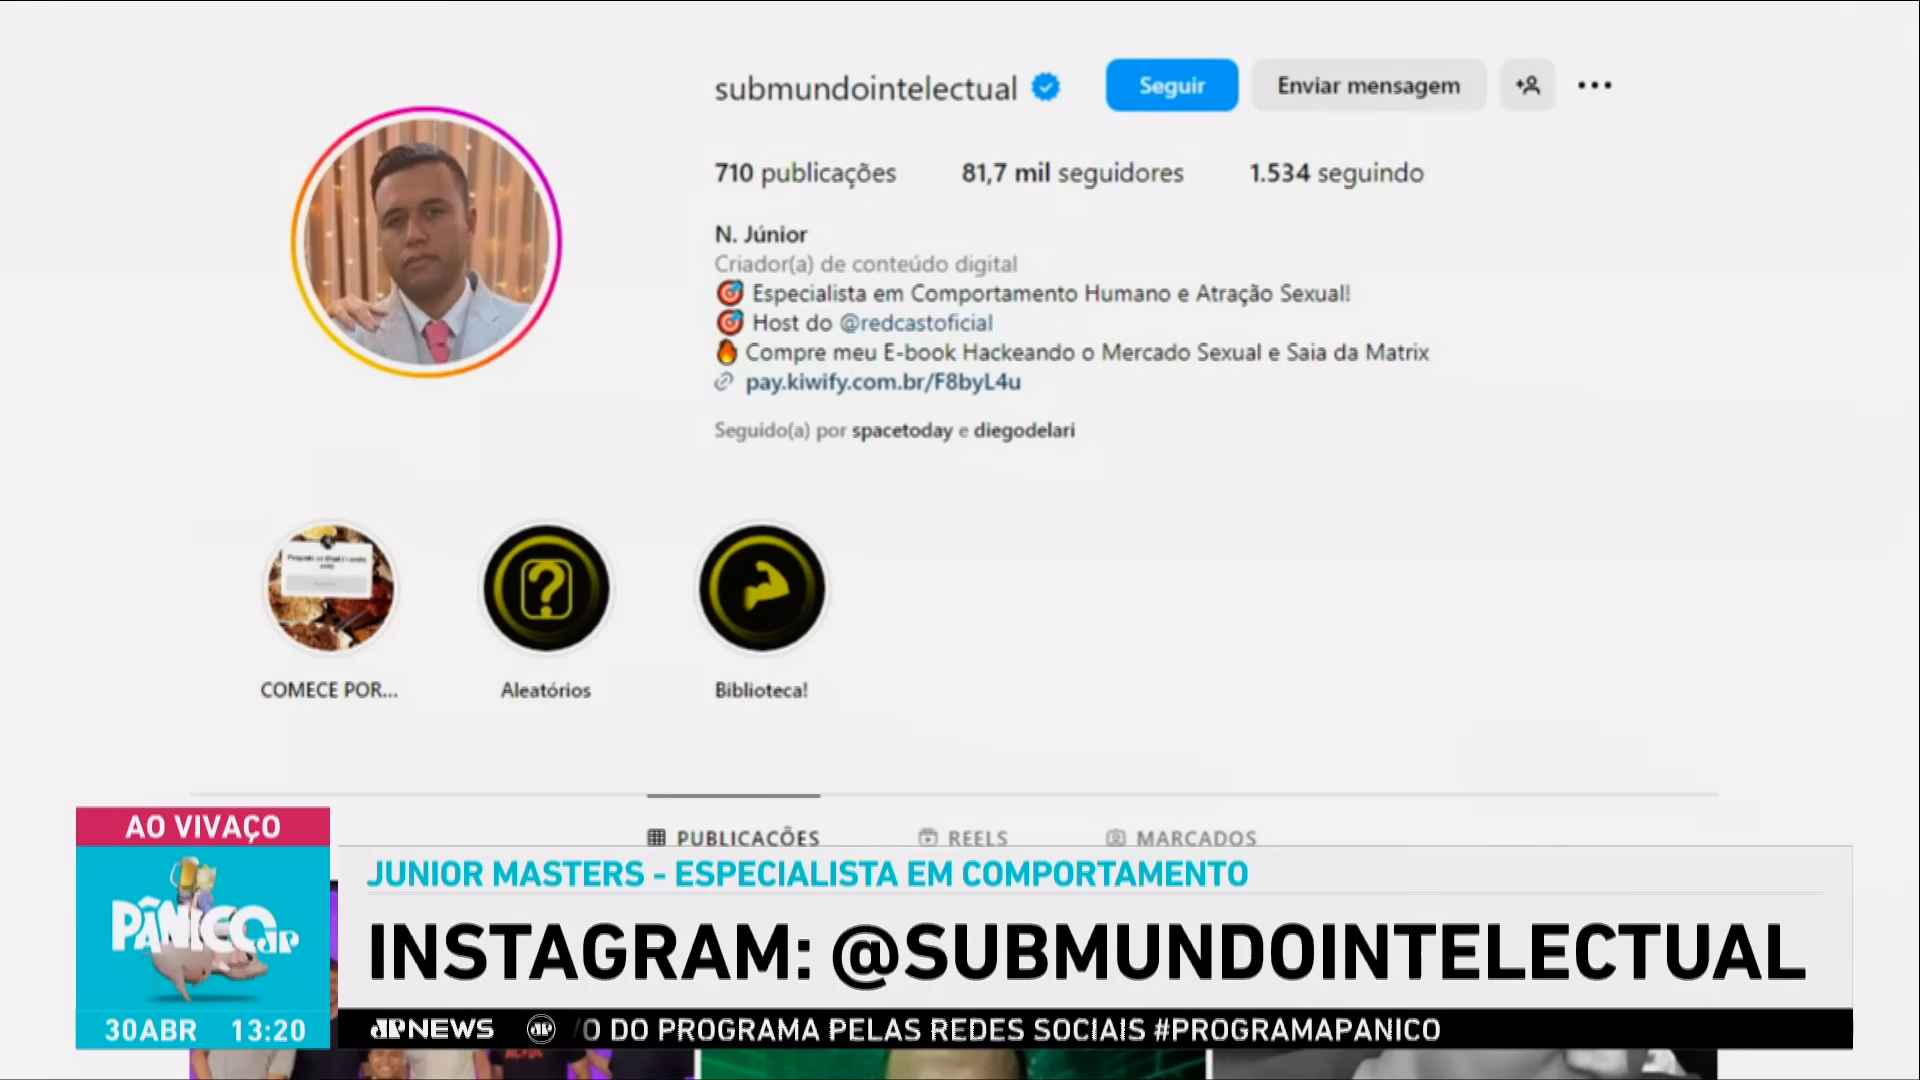 submundointelectual
Seguir
Enviar mensagem
710 publicações
81,7 mil seguidores
1.534 seguindo
N. Júnior
Criador(a) de conteúdo digital
🎯 Especialista em Comportamento Humano e Atração Sexual!
🎯 Host do @redcastoficial
🔥 Compre meu E-book Hackeando o Mercado Sexual e Saia da Matrix
pay.kiwify.com.br/F8byL4u
Seguido(a) por spacetoday e diegodelari
COMECE POR...
Aleatórios
Biblioteca!
PUBLICAÇÕES
REELS
MARCADOS
AO VIVAÇO
PÂNICO JP
30ABR 13:20
JUNIOR MASTERS - ESPECIALISTA EM COMPORTAMENTO
INSTAGRAM: @SUBMUNDOINTELECTUAL
JP NEWS
JP
O DO PROGRAMA PELAS REDES SOCIAIS #PROGRAMAPANICO